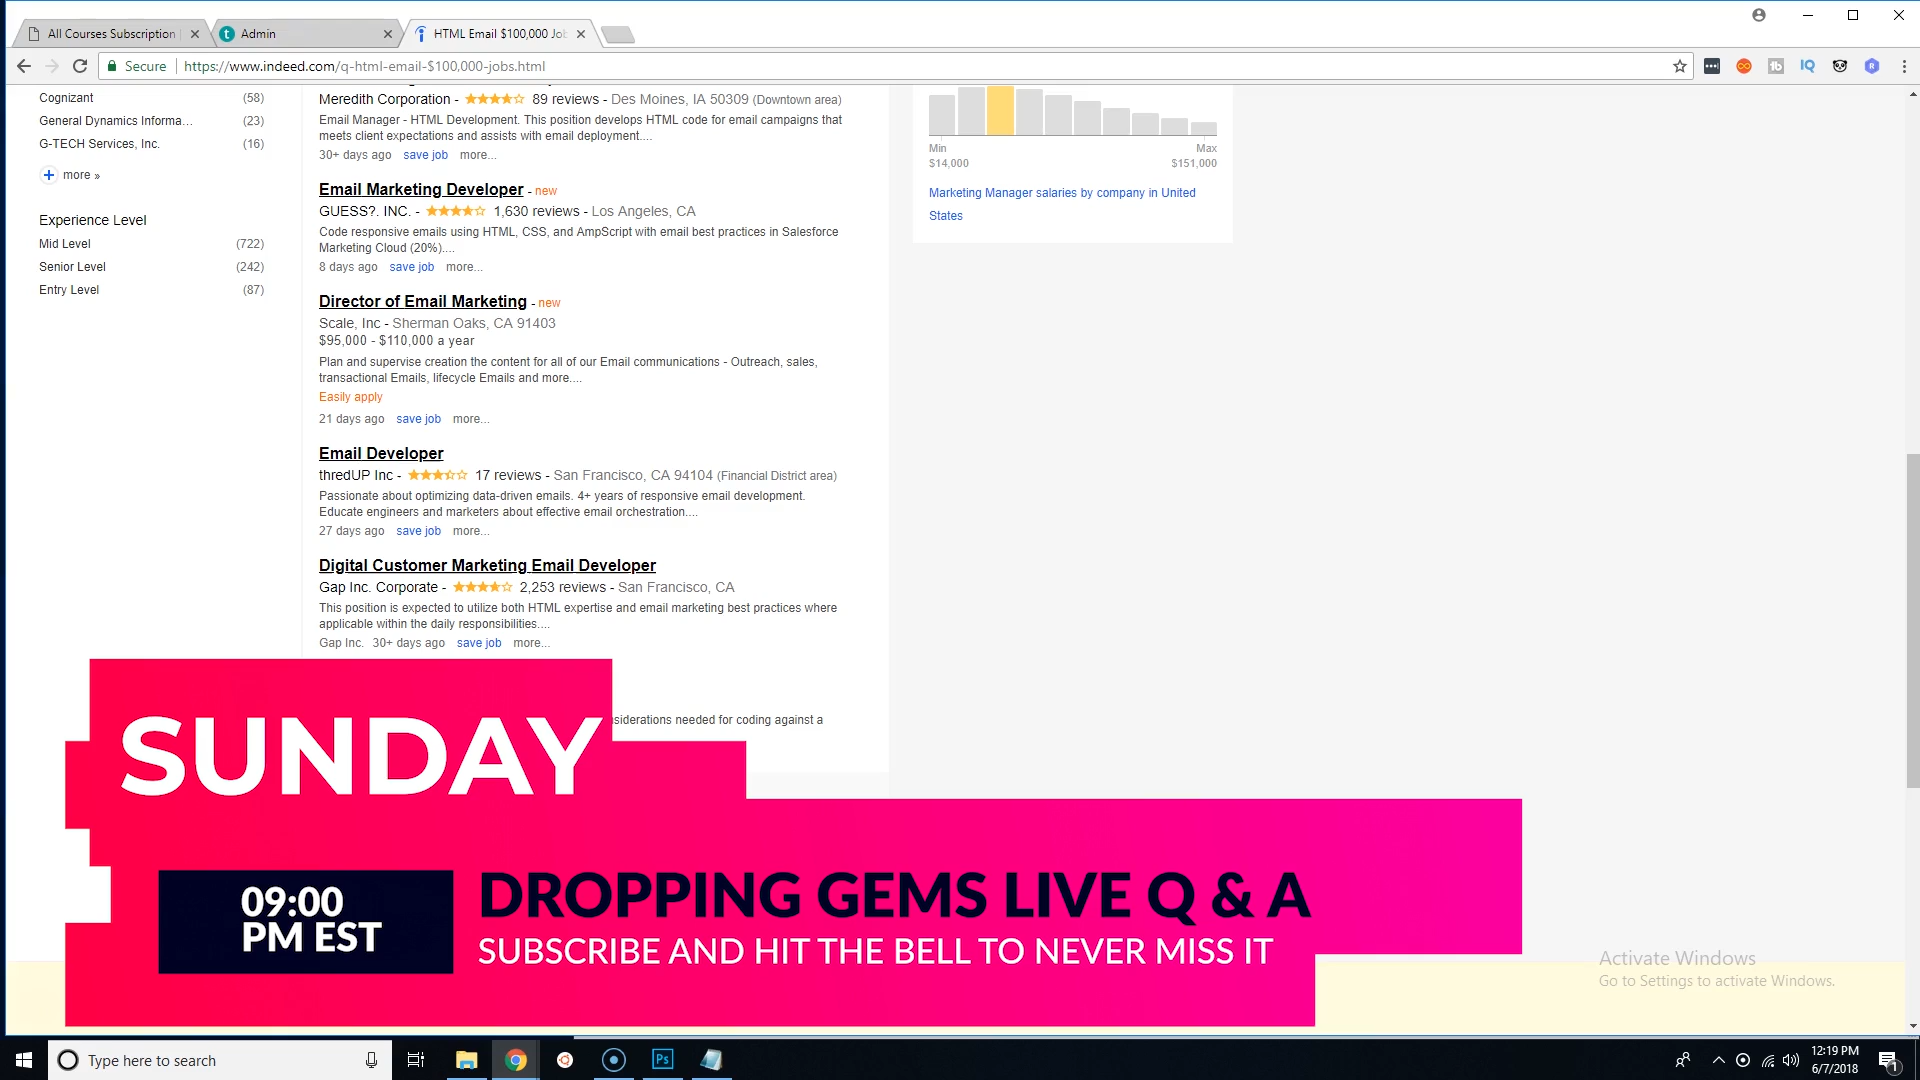 All Courses Subscription
Admin
HTML Email $100,000 Jo
Secure
https://www.indeed.com/q-html-email-$100,000-jobs.html
Cognizant (58)
General Dynamics Informa… (23)
G-TECH Services, Inc. (16)
more »
Experience Level
Mid Level (722)
Senior Level (242)
Entry Level (87)
Meredith Corporation - 89 reviews - Des Moines, IA 50309 (Downtown area)
Email Manager - HTML Development. This position develops HTML code for email campaigns that
meets client expectations and assists with email deployment....
30+ days ago save job more...
Email Marketing Developer - new
GUESS?. INC. - 1,630 reviews - Los Angeles, CA
Code responsive emails using HTML, CSS, and AmpScript with email best practices in Salesforce
Marketing Cloud (20%)....
8 days ago save job more...
Director of Email Marketing - new
Scale, Inc - Sherman Oaks, CA 91403
$95,000 - $110,000 a year
Plan and supervise creation the content for all of our Email communications - Outreach, sales,
transactional Emails, lifecycle Emails and more....
Easily apply
21 days ago save job more...
Email Developer
thredUP Inc - 17 reviews - San Francisco, CA 94104 (Financial District area)
Passionate about optimizing data-driven emails. 4+ years of responsive email development.
Educate engineers and marketers about effective email orchestration....
27 days ago save job more...
Digital Customer Marketing Email Developer
Gap Inc. Corporate - 2,253 reviews - San Francisco, CA
This position is expected to utilize both HTML expertise and email marketing best practices where
applicable within the daily responsibilities....
Gap Inc. 30+ days ago save job more...
siderations needed for coding against a
Min Max
$14,000 $151,000
Marketing Manager salaries by company in United
States
SUNDAY
09:00
PM EST
DROPPING GEMS LIVE Q & A
SUBSCRIBE AND HIT THE BELL TO NEVER MISS IT
Activate Windows
Go to Settings to activate Windows.
Type here to search
Ps
12:19 PM
6/7/2018
1